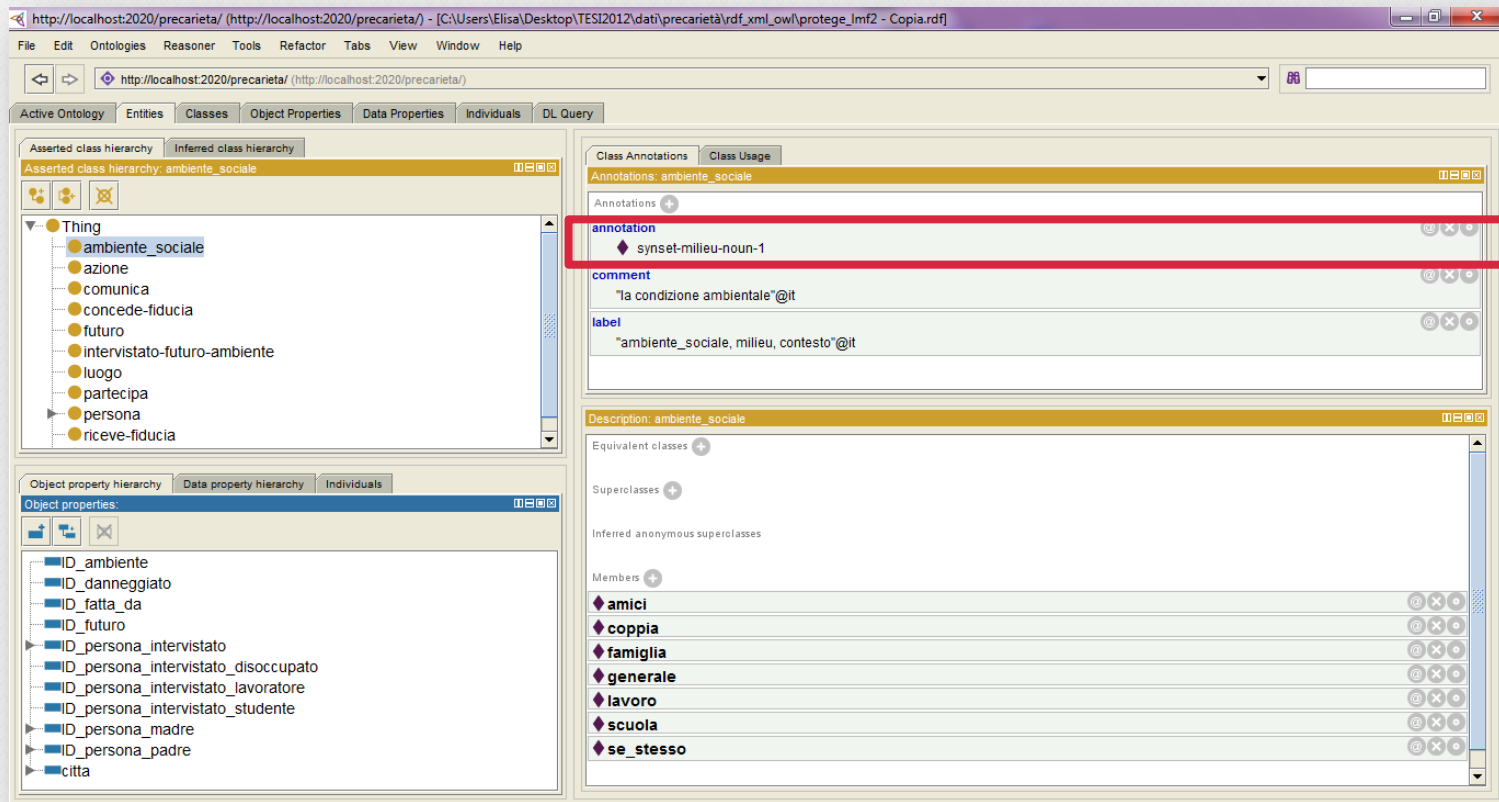 http://localhost:2020/precarieta/ (http://localhost:2020/precarieta/) - [C:\Users\Elisa\Desktop\TESI2012\dati\precarietà\rdf_xml_owl\protege_lmf2 - Copia.rdf]
File Edit Ontologies Reasoner Tools Refactor Tabs View Window Help
http://localhost:2020/precarieta/ (http://localhost:2020/precarieta/)
Active Ontology Entities Classes Object Properties Data Properties Individuals DL Query
Asserted class hierarchy Inferred class hierarchy
Asserted class hierarchy: ambiente_sociale
Thing
ambiente_sociale
azione
comunica
concede-fiducia
futuro
intervistato-futuro-ambiente
luogo
partecipa
persona
riceve-fiducia
Object property hierarchy Data property hierarchy Individuals
Object properties:
ID_ambiente
ID_danneggiato
ID_fatta_da
ID_futuro
ID_persona_intervistato
ID_persona_intervistato_disoccupato
ID_persona_intervistato_lavoratore
ID_persona_intervistato_studente
ID_persona_madre
ID_persona_padre
citta
Class Annotations Class Usage
Annotations: ambiente_sociale
Annotations
annotation
synset-milieu-noun-1
comment
"la condizione ambientale"@it
label
"ambiente_sociale, milieu, contesto"@it
Description: ambiente_sociale
Equivalent classes
Superclasses
Inferred anonymous superclasses
Members
amici
coppia
famiglia
generale
lavoro
scuola
se_stesso